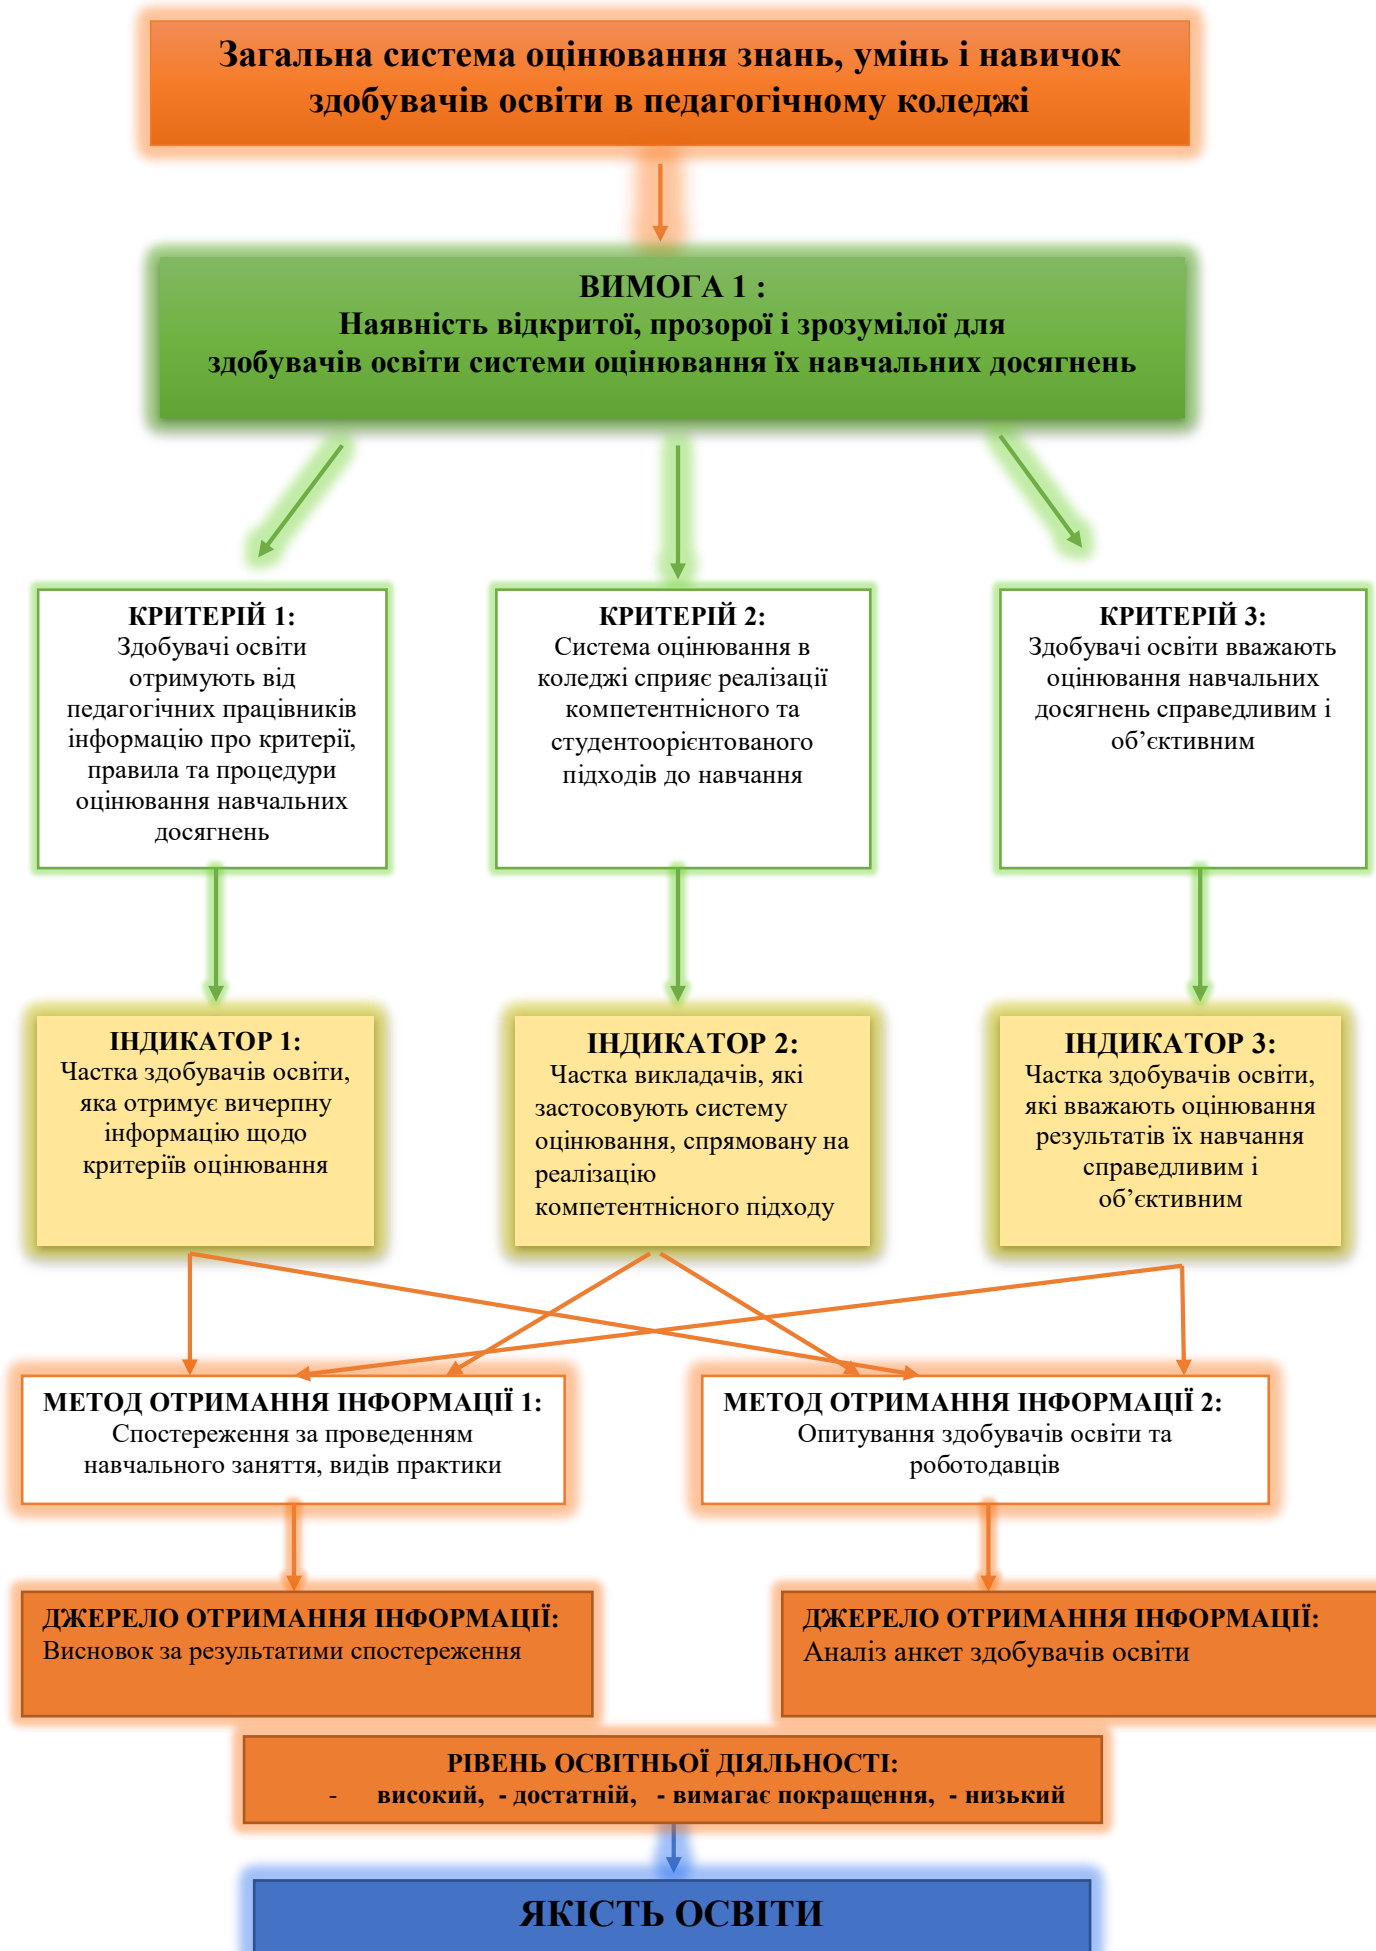 Загальна система оцінювання знань, умінь і навичок
здобувачів освіти в педагогічному коледжі
ВИМОГА 1 :
Наявність відкритої, прозорої і зрозумілої для
здобувачів освіти системи оцінювання їх навчальних досягнень
КРИТЕРІЙ 1:
Здобувачі освіти
отримують від
педагогічних працівників
інформацію про критерії,
правила та процедури
оцінювання навчальних
досягнень
КРИТЕРІЙ 2:
Система оцінювання в
коледжі сприяє реалізації
компетентнісного та
студентоорієнтованого
підходів до навчання
КРИТЕРІЙ 3:
Здобувачі освіти вважають
оцінювання навчальних
досягнень справедливим і
об’єктивним
ІНДИКАТОР 1:
Частка здобувачів освіти,
яка отримує вичерпну
інформацію щодо
критеріїв оцінювання
ІНДИКАТОР 2:
Частка викладачів, які
застосовують систему
оцінювання, спрямовану на
реалізацію
компетентнісного підходу
ІНДИКАТОР 3:
Частка здобувачів освіти,
які вважають оцінювання
результатів їх навчання
справедливим і
об’єктивним
МЕТОД ОТРИМАННЯ ІНФОРМАЦІЇ 1:
Спостереження за проведенням
навчального заняття, видів практики
МЕТОД ОТРИМАННЯ ІНФОРМАЦІЇ 2:
Опитування здобувачів освіти та
роботодавців
ДЖЕРЕЛО ОТРИМАННЯ ІНФОРМАЦІЇ:
Висновок за результатими спостереження
ДЖЕРЕЛО ОТРИМАННЯ ІНФОРМАЦІЇ:
Аналіз анкет здобувачів освіти
РІВЕНЬ ОСВІТНЬОЇ ДІЯЛЬНОСТІ:
- високий, - достатній, - вимагає покращення, - низький
ЯКІСТЬ ОСВІТИ